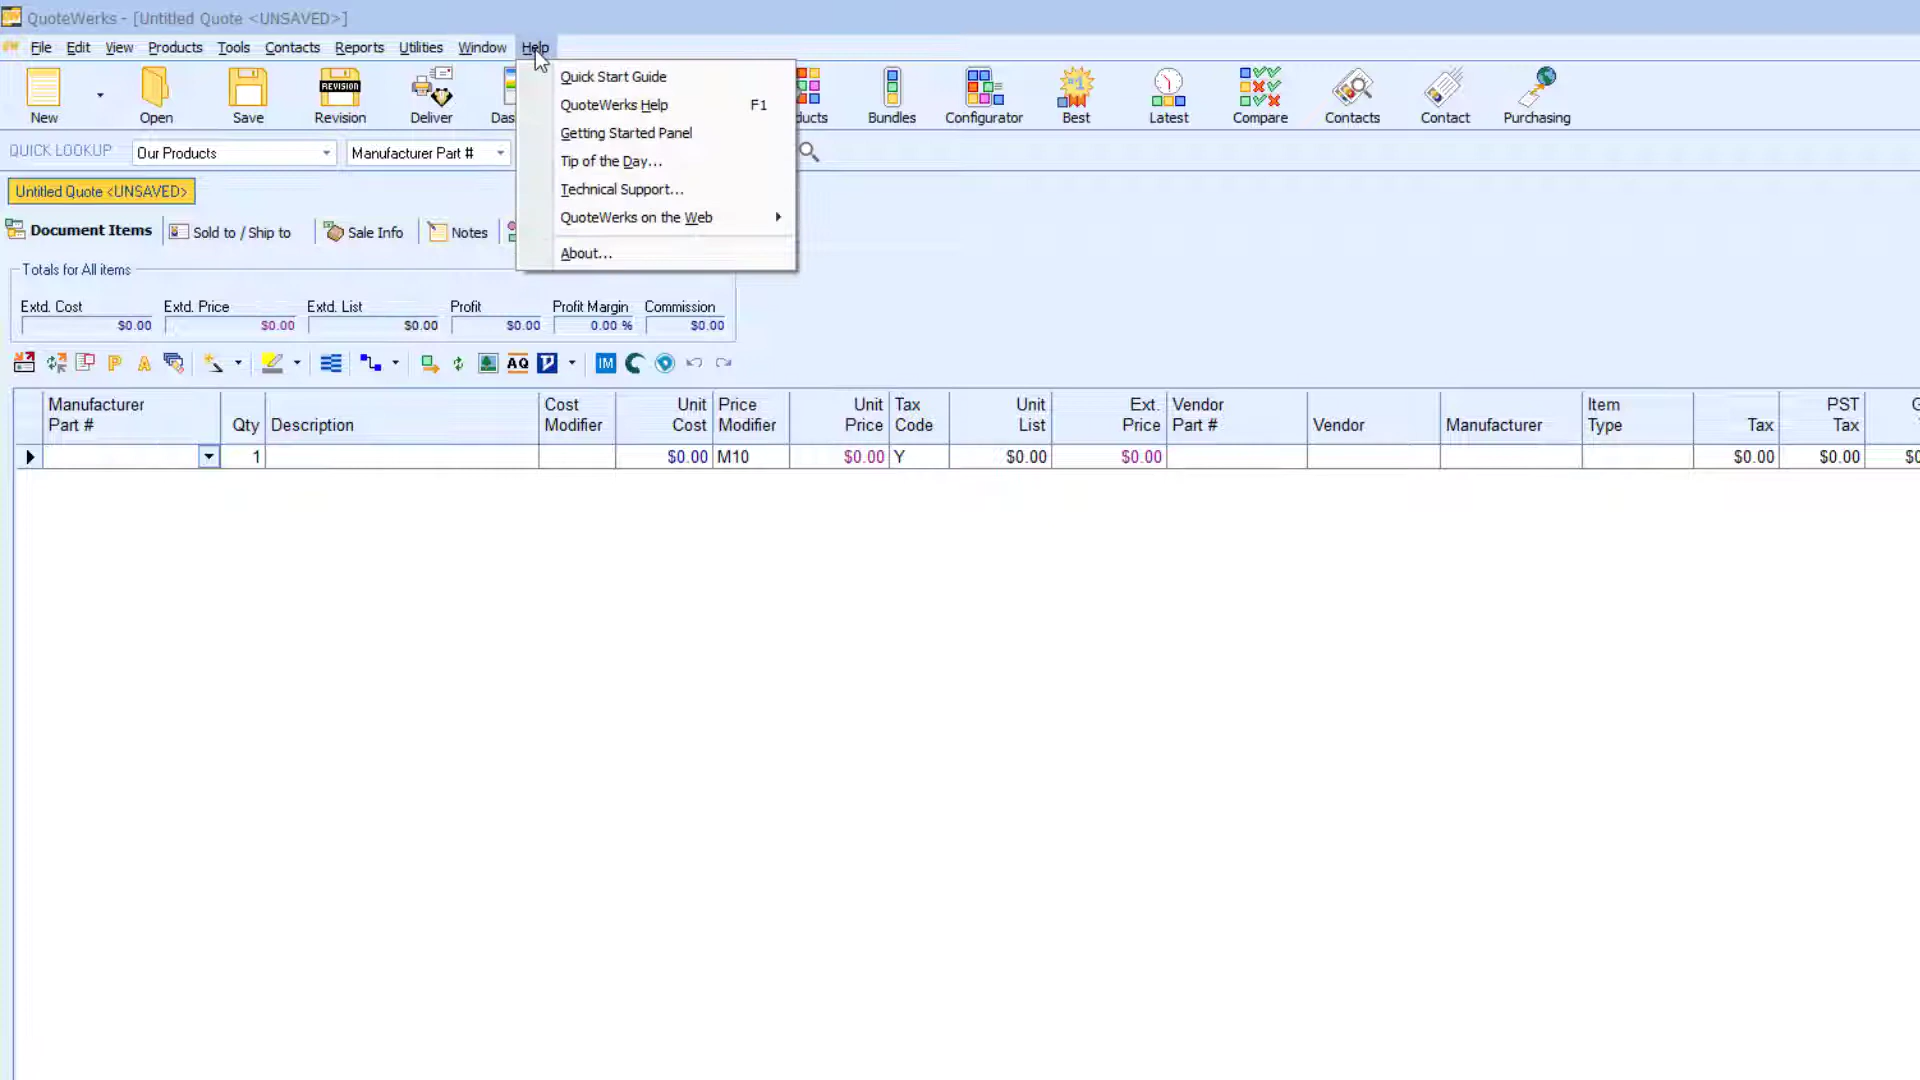 QuoteWerks - [Untitled Quote <UNSAVED>]
File Edit View Products Tools Contacts Reports Utilities Window Help
Quick Start Guide
QuoteWerks Help F1
Getting Started Panel
Tip of the Day...
Technical Support...
QuoteWerks on the Web
About...
REVISION #1
New Open Save Revision Deliver Das ducts Bundles Configurator Best Latest Compare Contacts Contact Purchasing
QUICK LOOKUP Our Products Manufacturer Part #
Untitled Quote <UNSAVED>
Document Items Sold to / Ship to Sale Info Notes
Totals for All items
Extd. Cost Extd. Price Extd. List Profit Profit Margin Commission
$0.00 $0.00 $0.00 $0.00 0.00 % $0.00
P A AQ IM
Manufacturer Part # Qty Description Cost Modifier Unit Cost Price Modifier Unit Price Tax Code Unit List Ext. Price Vendor Part # Vendor Manufacturer Item Type Tax PST Tax
1 $0.00 M10 $0.00 Y $0.00 $0.00 $0.00 $0.00 $0